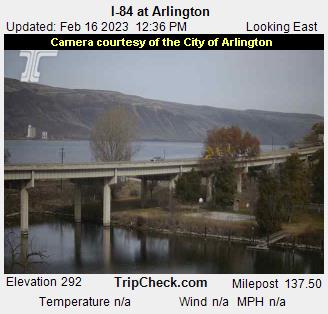 I-84 at Arlington
Updated: Feb 16 2023 12:36 PM Looking East
Camera courtesy of the City of Arlington
Elevation 292 TripCheck.com Milepost 137.50
Temperature n/a Wind n/a MPH n/a